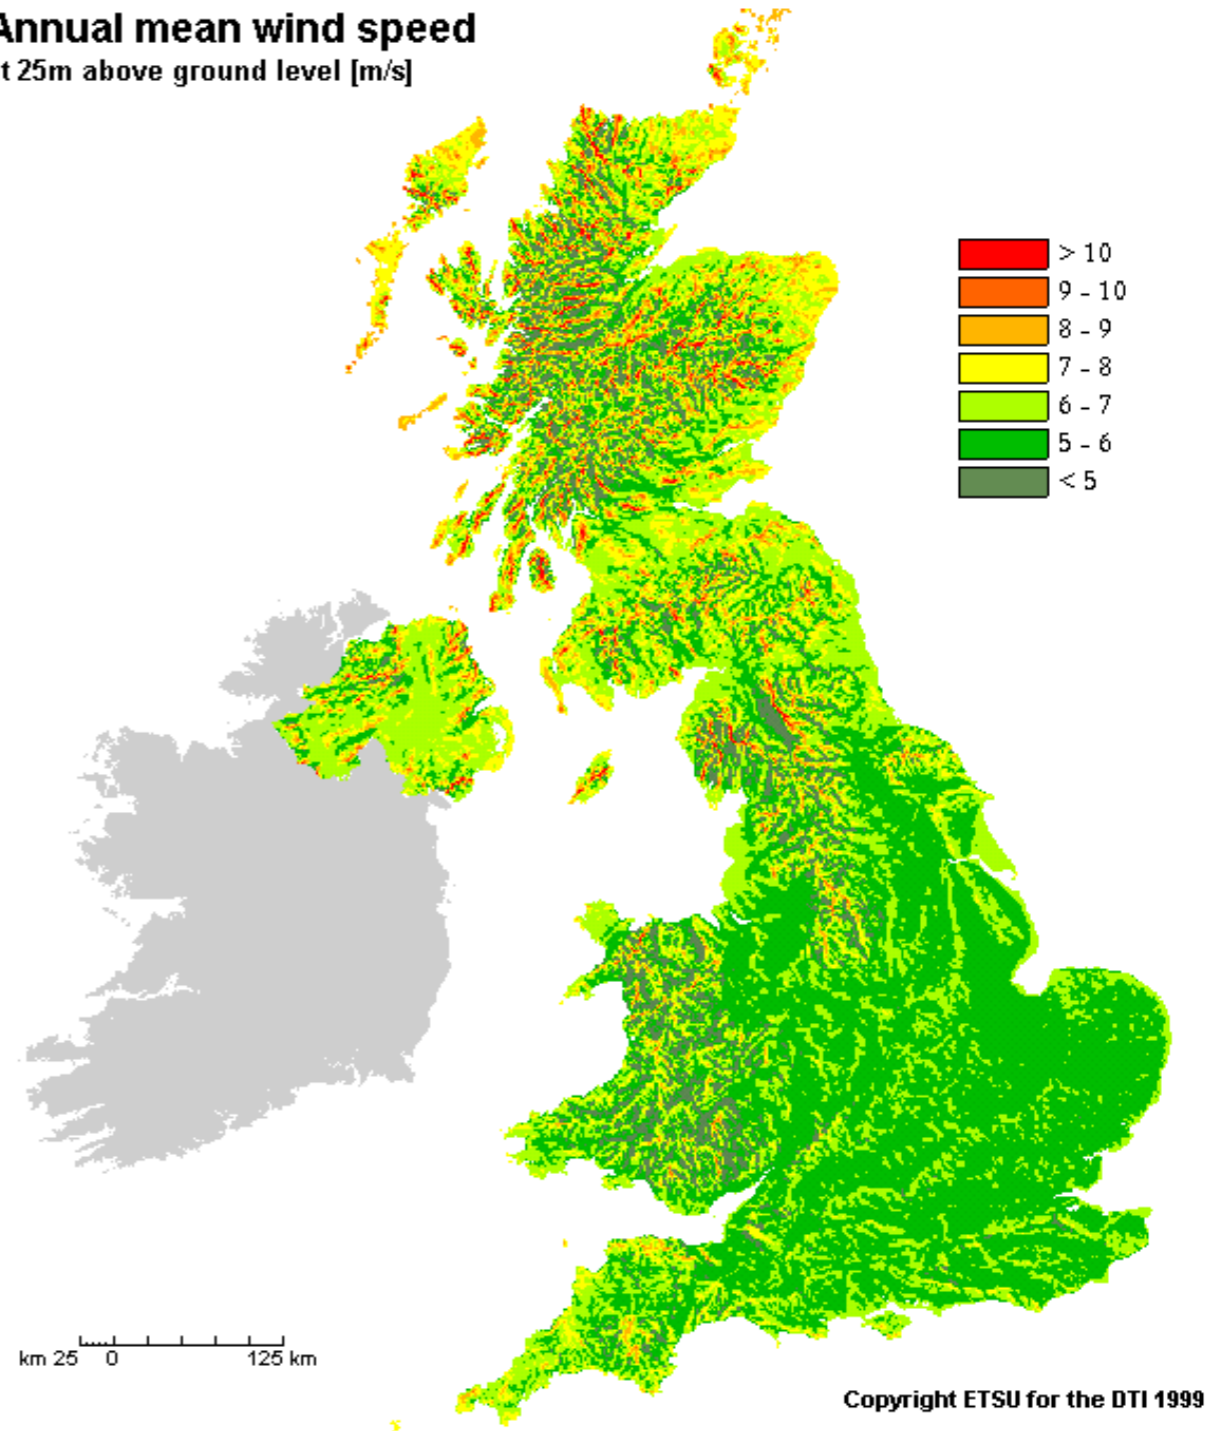 Annual mean wind speed
t 25m above ground level [m/s]
> 10
9 - 10
8 - 9
7 - 8
6 - 7
5 - 6
< 5
km 25 0 125 km
Copyright ETSU for the DTI 1999